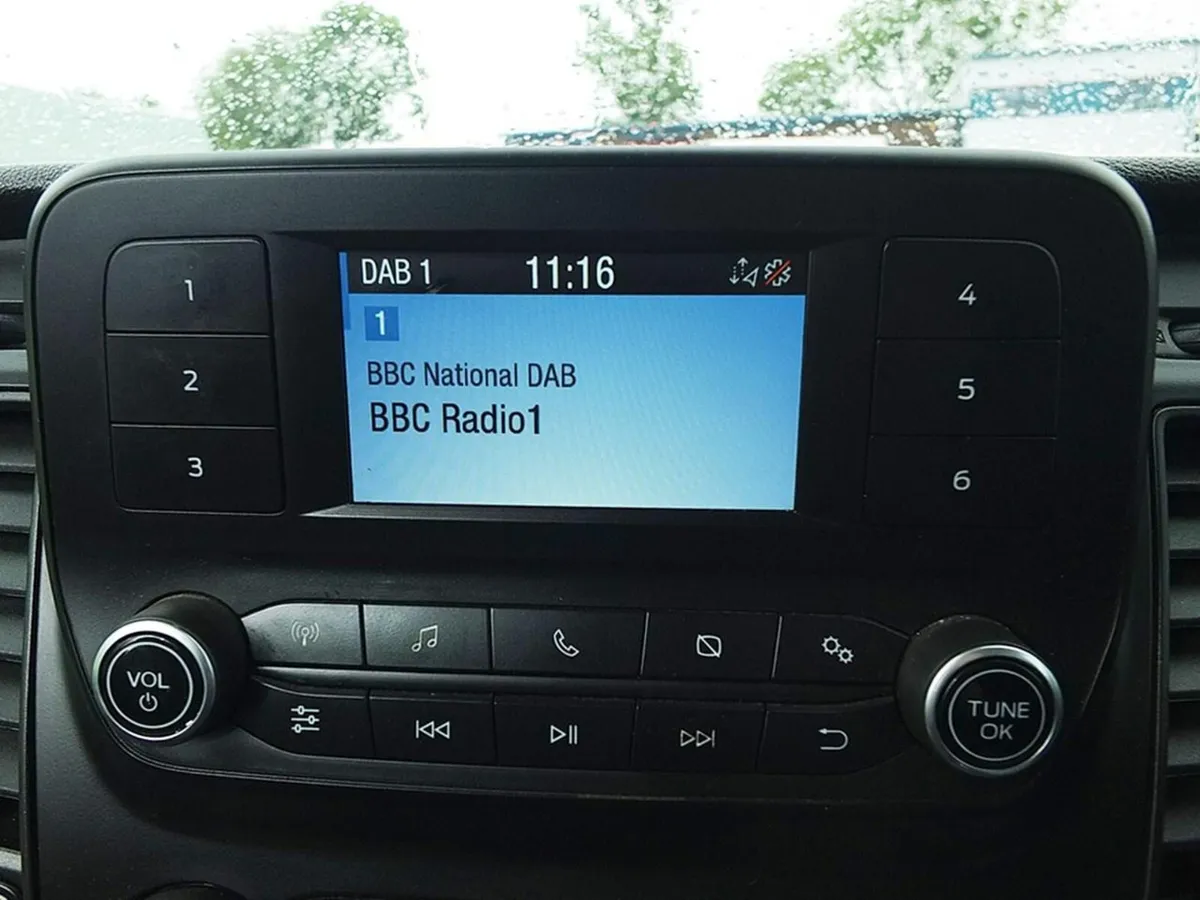 DAB 1 11:16
1
BBC National DAB
BBC Radio1
1
2
3
4
5
6
VOL
TUNE
OK